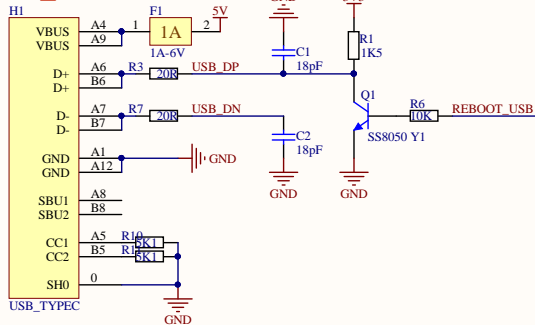 H1
F1
5V
GND
VBUS A4 1 1A 2
VBUS A9
1A-6V
C1
18pF
R1
1K5
D+ A6 R3 20R USB_DP
D+ B6
Q1
D- A7 R7 20R USB_DN
D- B7
R6
10K
REBOOT_USB
SS8050 Y1
C2
18pF
GND A1 GND
GND A12
GND
GND
SBU1 A8
SBU2 B8
CC1 A5 R10 5K1
CC2 B5 5K1
SH0 0
USB_TYPEC
GND